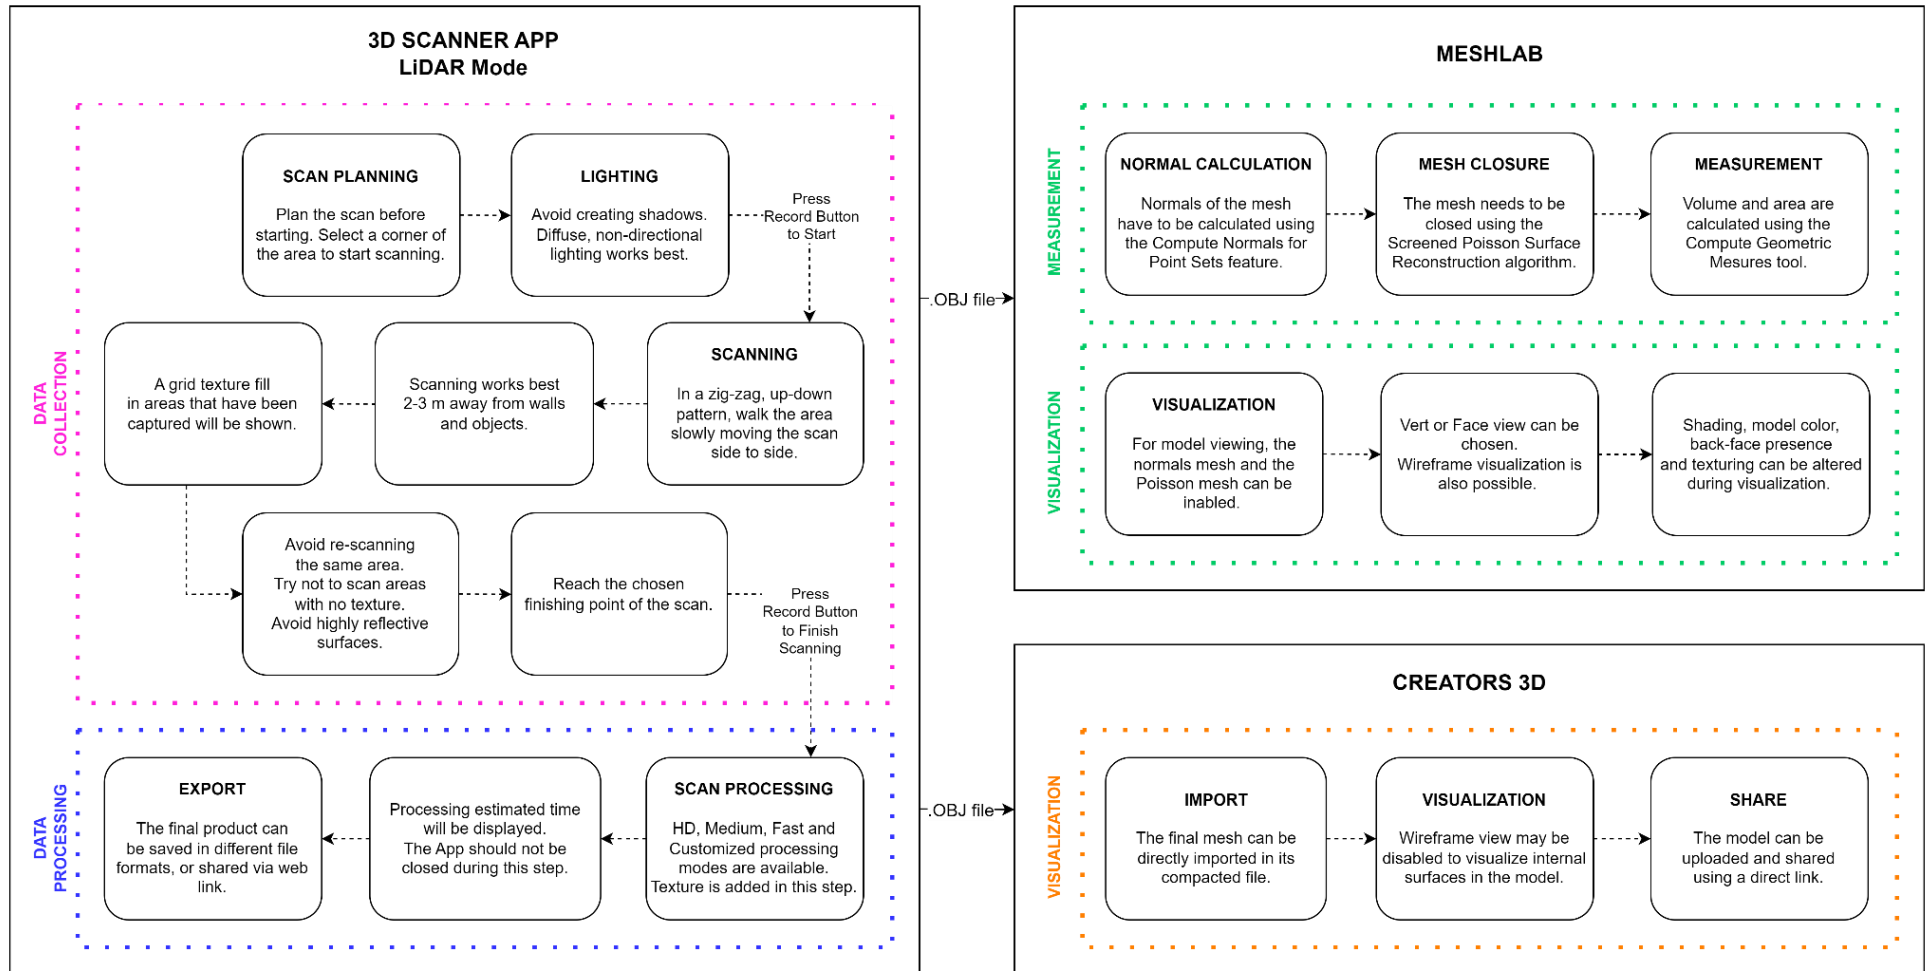 3D SCANNER APP
LiDAR Mode
DATA
COLLECTION
SCAN PLANNING
Plan the scan before
starting. Select a corner of
the area to start scanning.
LIGHTING
Avoid creating shadows.
Diffuse, non-directional
lighting works best.
Press
Record Button
to Start
SCANNING
In a zig-zag, up-down
pattern, walk the area
slowly moving the scan
side to side.
Scanning works best
2-3 m away from walls
and objects.
A grid texture fill
in areas that have been
captured will be shown.
Avoid re-scanning
the same area.
Try not to scan areas
with no texture.
Avoid highly reflective
surfaces.
Reach the chosen
finishing point of the scan.
Press
Record Button
to Finish
Scanning
DATA
PROCESSING
SCAN PROCESSING
HD, Medium, Fast and
Customized processing
modes are available.
Texture is added in this step.
Processing estimated time
will be displayed.
The App should not be
closed during this step.
EXPORT
The final product can
be saved in different file
formats, or shared via web
link.
.OBJ file
.OBJ file
MESHLAB
MEASUREMENT
NORMAL CALCULATION
Normals of the mesh
have to be calculated using
the Compute Normals for
Point Sets feature.
MESH CLOSURE
The mesh needs to be
closed using the
Screened Poisson Surface
Reconstruction algorithm.
MEASUREMENT
Volume and area are
calculated using the
Compute Geometric
Mesures tool.
VISUALIZATION
VISUALIZATION
For model viewing, the
normals mesh and the
Poisson mesh can be
inabled.
Vert or Face view can be
chosen.
Wireframe visualization is
also possible.
Shading, model color,
back-face presence
and texturing can be altered
during visualization.
CREATORS 3D
VISUALIZATION
IMPORT
The final mesh can be
directly imported in its
compacted file.
VISUALIZATION
Wireframe view may be
disabled to visualize internal
surfaces in the model.
SHARE
The model can be
uploaded and shared
using a direct link.